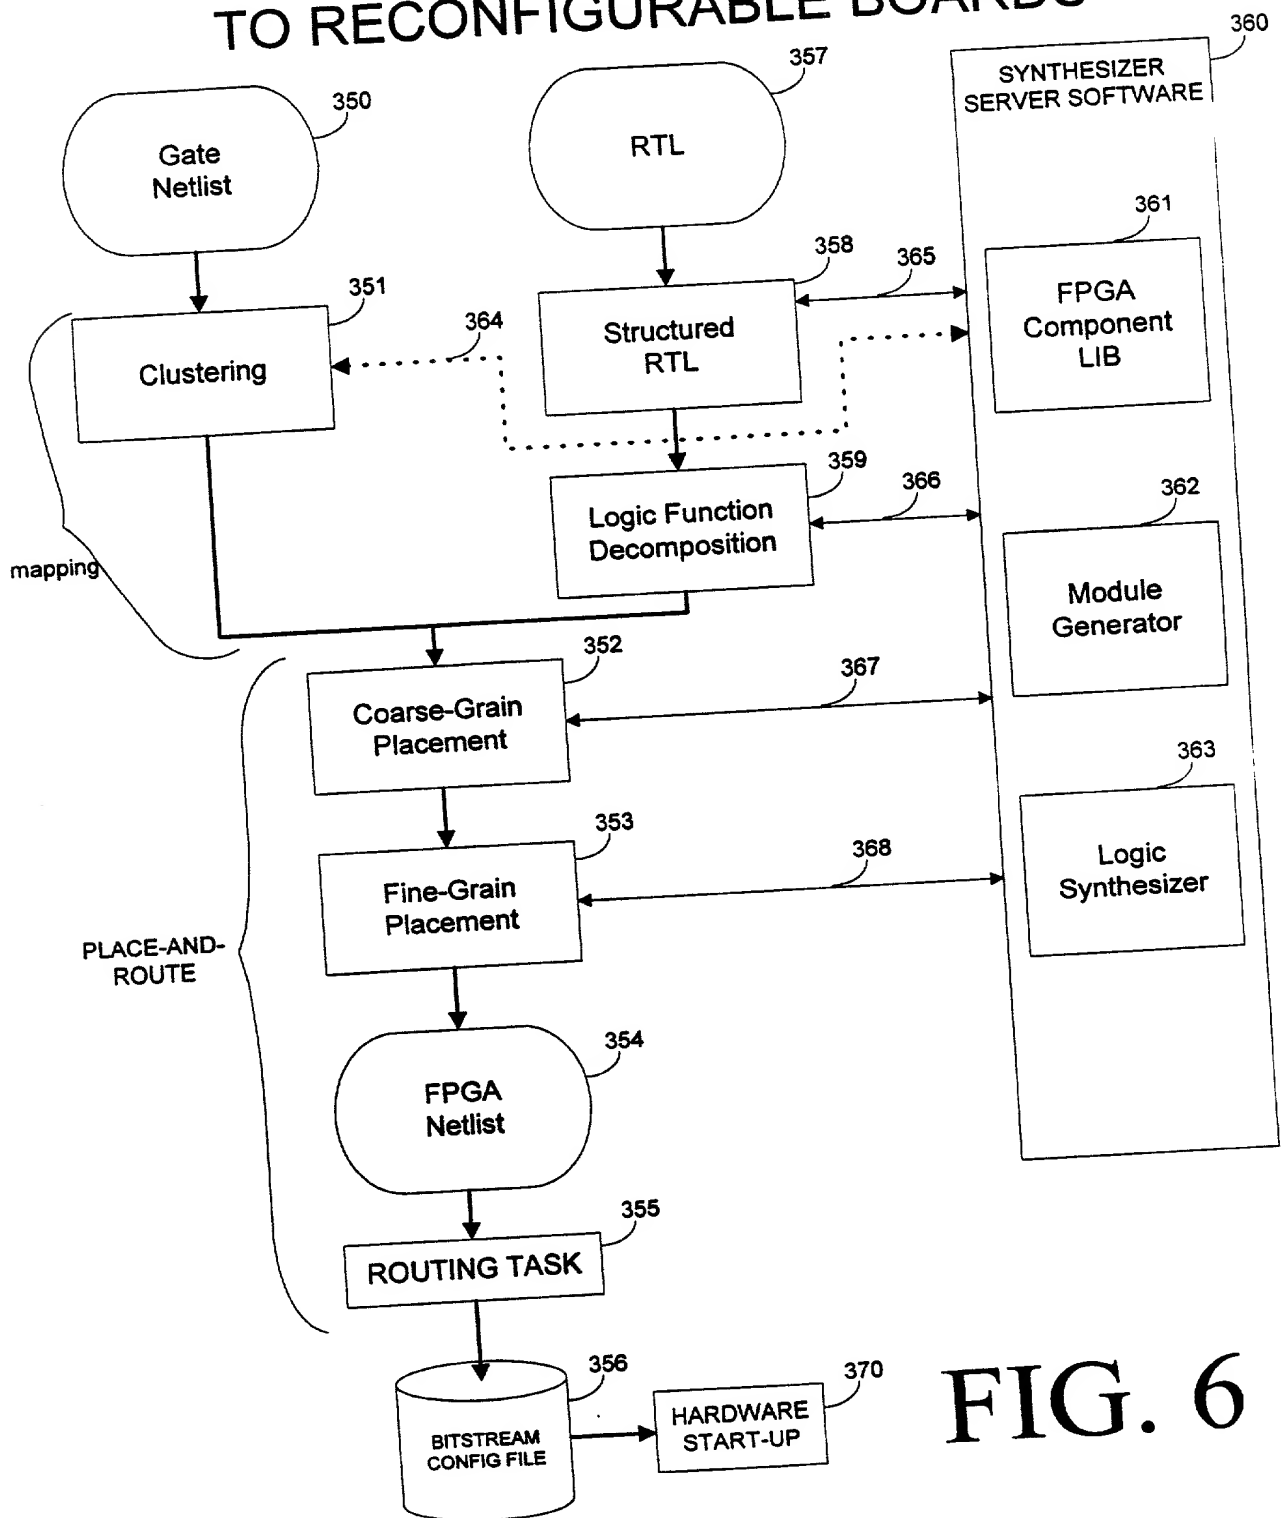 TO RECONFIGURABLE BOARDS
350
Gate
Netlist
357
RTL
360
SYNTHESIZER
SERVER SOFTWARE
351
Clustering
364
358
Structured
RTL
365
361
FPGA
Component
LIB
359
Logic Function
Decomposition
366
362
Module
Generator
mapping
352
Coarse-Grain
Placement
367
353
Fine-Grain
Placement
368
363
Logic
Synthesizer
PLACE-AND-
ROUTE
354
FPGA
Netlist
355
ROUTING TASK
356
BITSTREAM
CONFIG FILE
370
HARDWARE
START-UP
FIG. 6